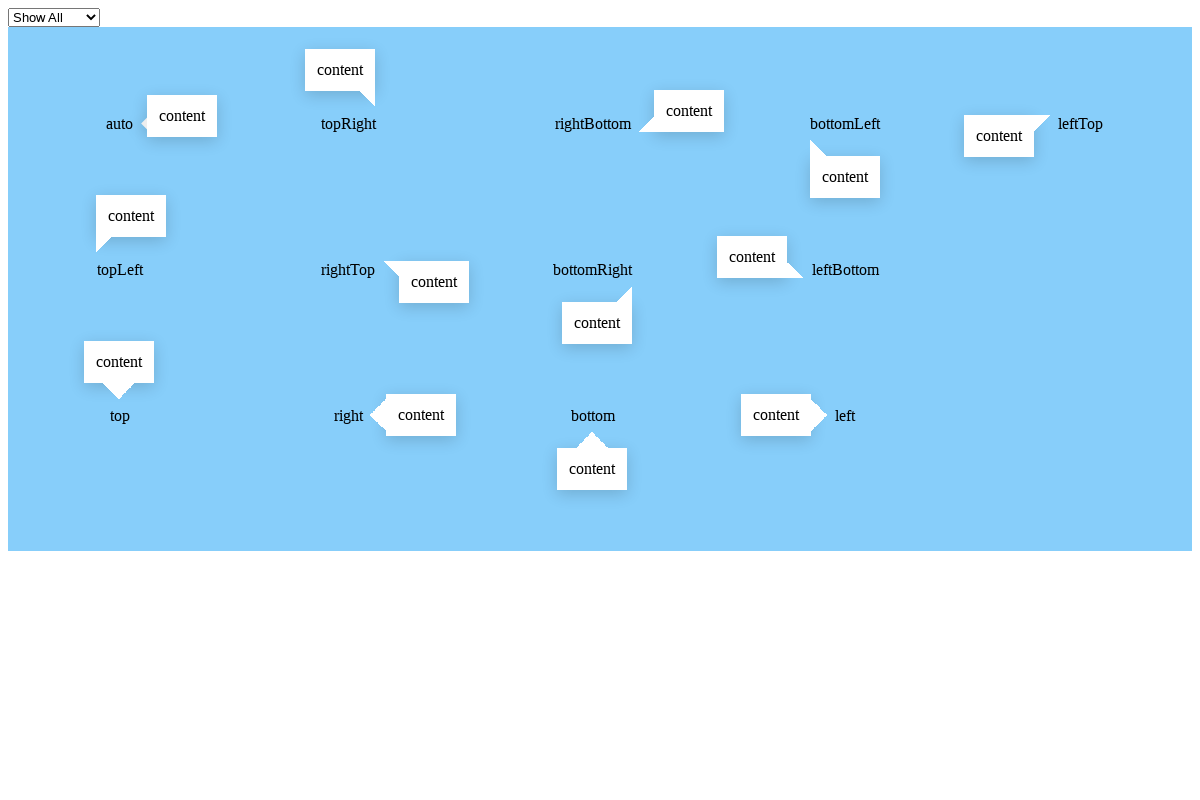 Show All
content
auto
content
topRight
rightBottom
content
bottomLeft
content
content
leftTop
content
topLeft
rightTop
content
bottomRight
content
content
leftBottom
content
top
right
content
bottom
content
content
left